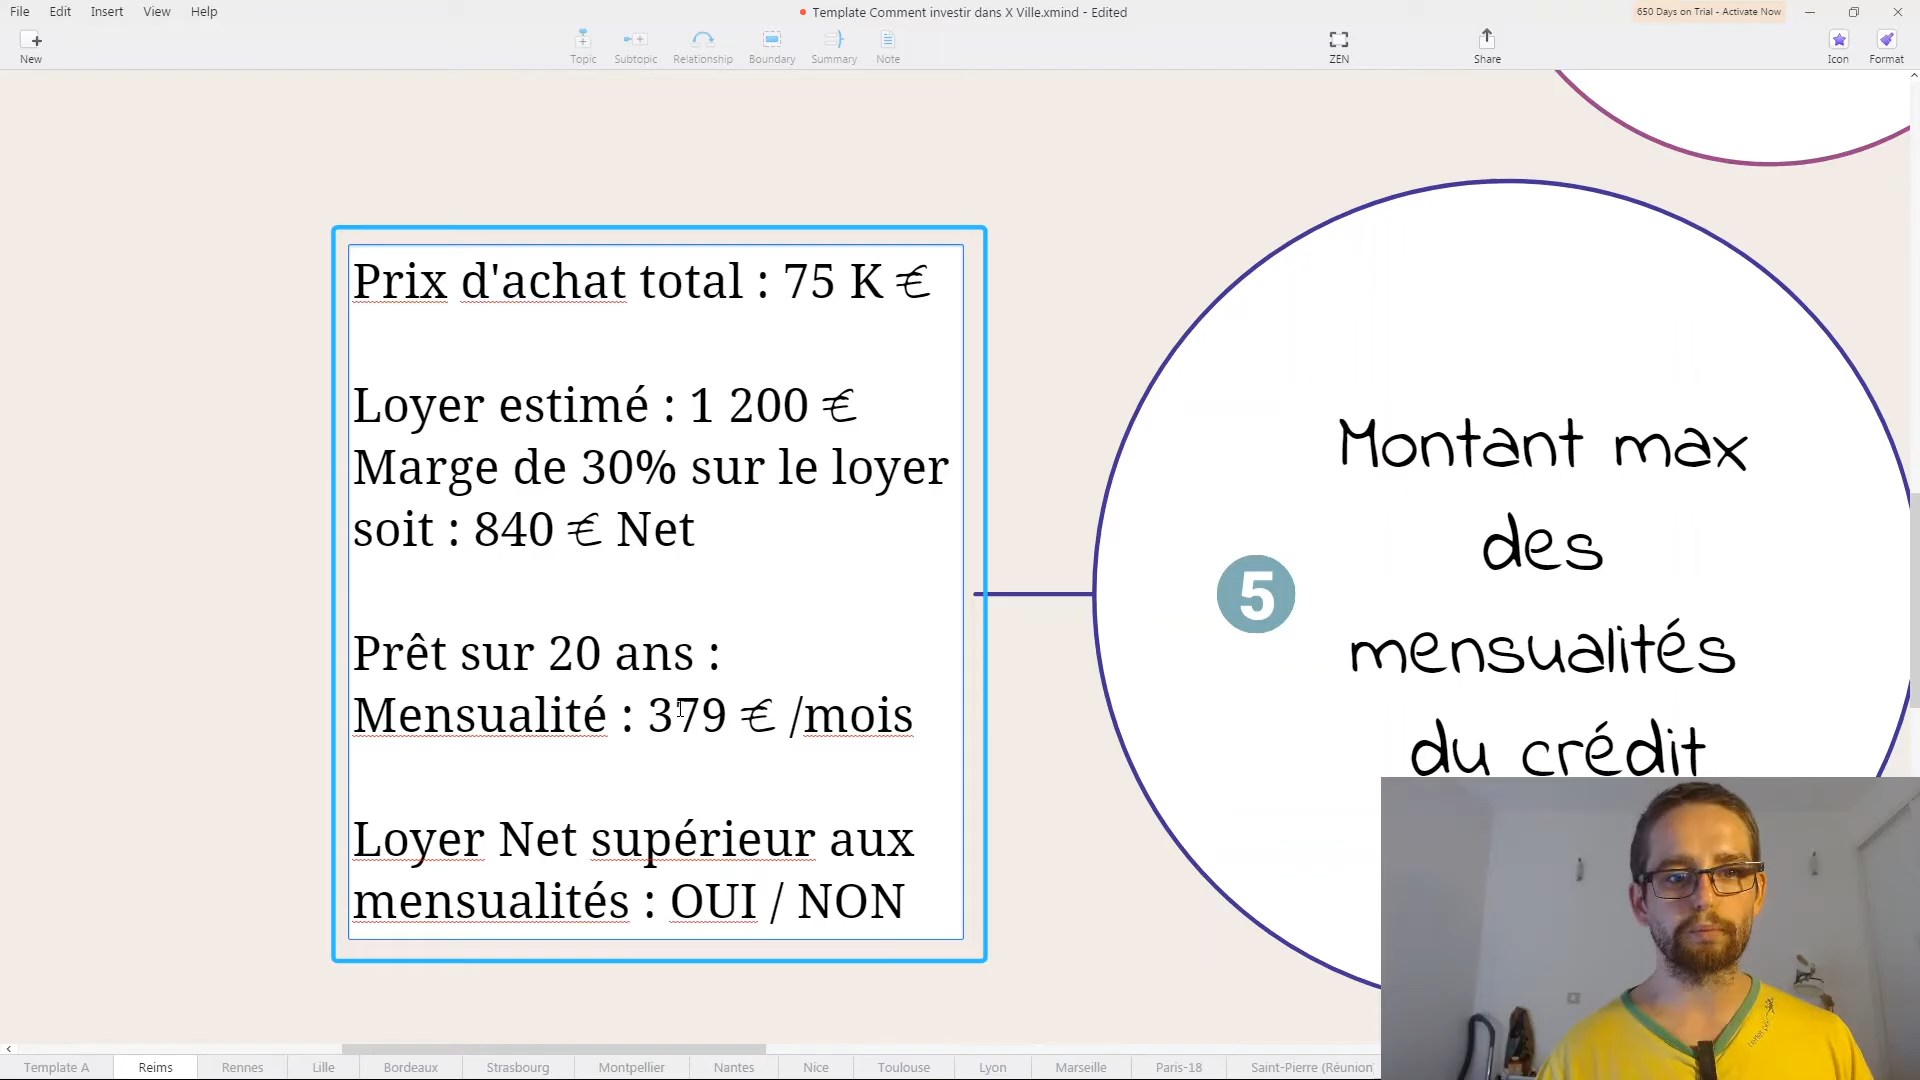 File Edit Insert View Help
Template Comment investir dans X Ville.xmind - Edited
650 Days on Trial - Activate Now
New
Topic Subtopic Relationship Boundary Summary Note
ZEN
Share
Icon Format
Prix d'achat total : 75 K €
Loyer estimé : 1 200 €
Marge de 30% sur le loyer
soit : 840 € Net
Prêt sur 20 ans :
Mensualité : 379 € /mois
Loyer Net supérieur aux
mensualités : OUI / NON
5
Montant max
des
mensualités
du crédit
Template A Reims Rennes Lille Bordeaux Strasbourg Montpellier Nantes Nice Toulouse Lyon Marseille Paris-18 Saint-Pierre (Réunion)